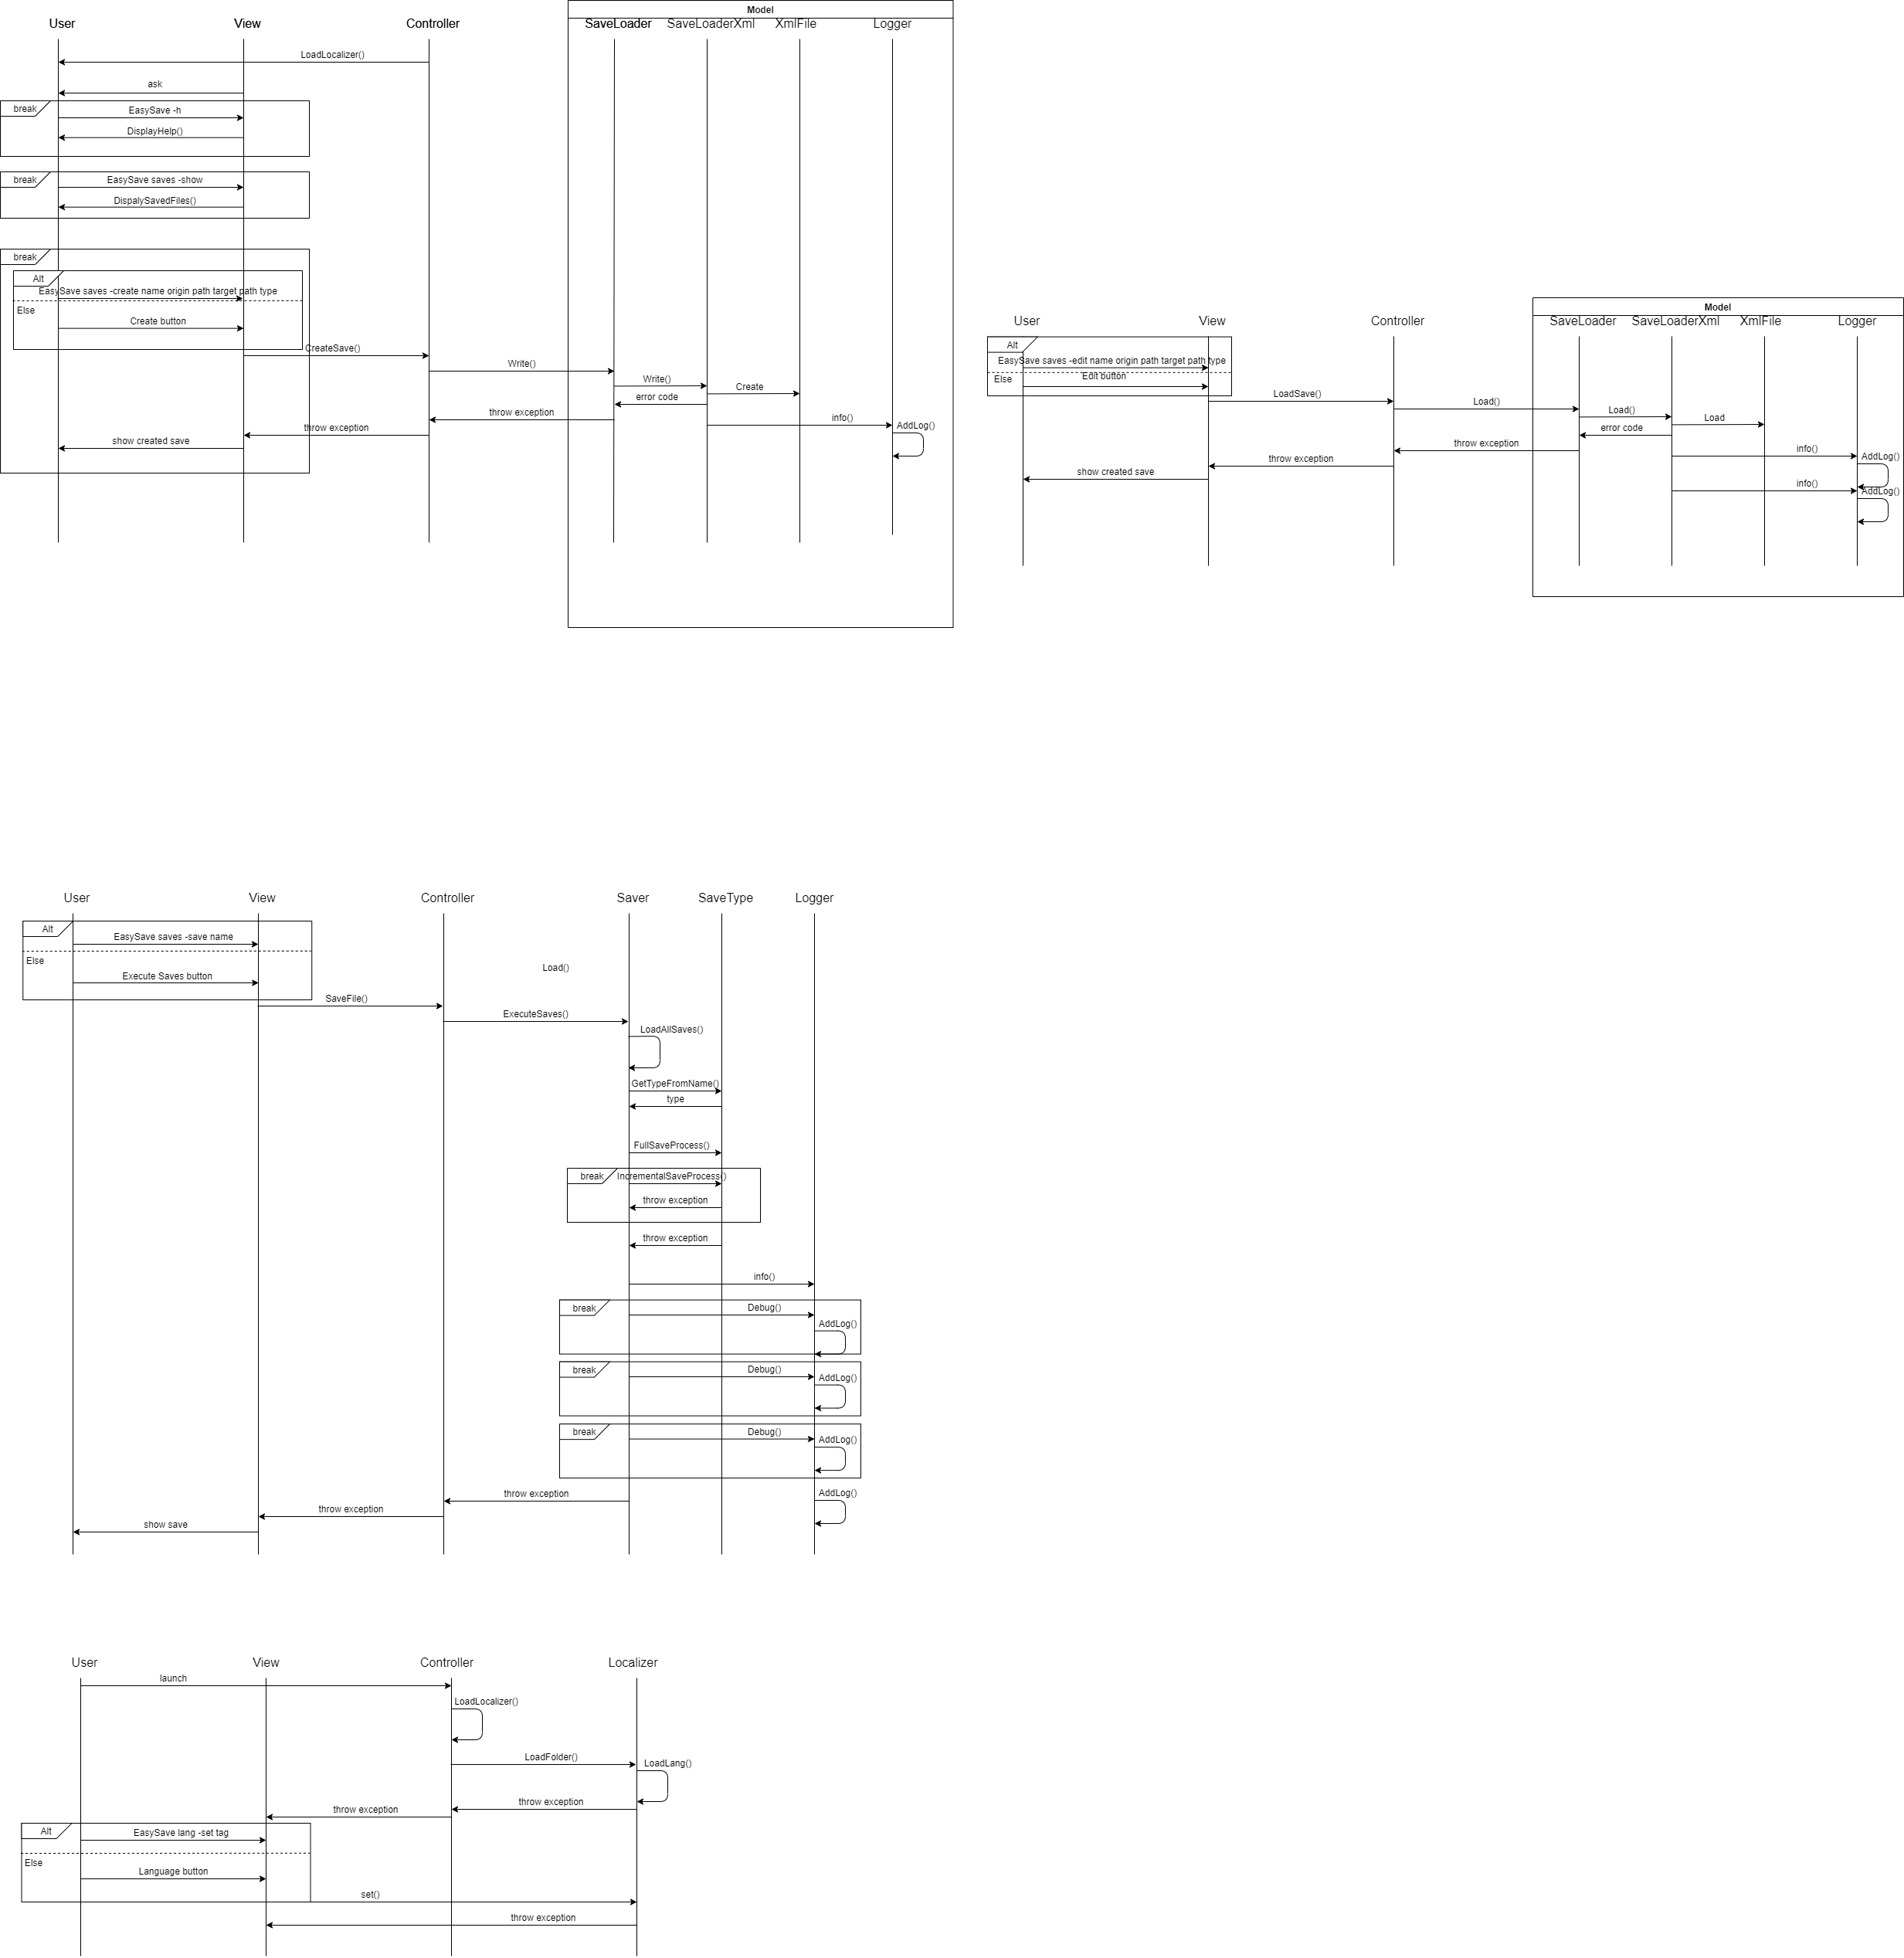 Model
User
View
Controller
SaveLoader
SaveLoaderXml
XmlFile
Logger
LoadLocalizer()
ask
break
EasySave -h
DisplayHelp()
break
EasySave saves -show
DispalySavedFiles()
break
Alt
EasySave saves -create name origin path target path type
Else
Create button
CreateSave()
Write()
Write()
Create
error code
throw exception
info()
AddLog()
throw exception
show created save
Model
User
View
Controller
SaveLoader
SaveLoaderXml
XmlFile
Logger
Alt
EasySave saves -edit name origin path target path type
Else
Edit button
LoadSave()
Load()
Load()
Load
error code
throw exception
info()
AddLog()
throw exception
show created save
info()
AddLog()
User
View
Controller
Saver
SaveType
Logger
Alt
EasySave saves -save name
Else
Load()
Execute Saves button
SaveFile()
ExecuteSaves()
LoadAllSaves()
GetTypeFromName()
type
FullSaveProcess()
break
IncrementalSaveProcess()
throw exception
throw exception
info()
break
Debug()
AddLog()
break
Debug()
AddLog()
break
Debug()
AddLog()
throw exception
AddLog()
throw exception
show save
User
View
Controller
Localizer
launch
LoadLocalizer()
LoadFolder()
LoadLang()
throw exception
throw exception
Alt
EasySave lang -set tag
Else
Language button
set()
throw exception